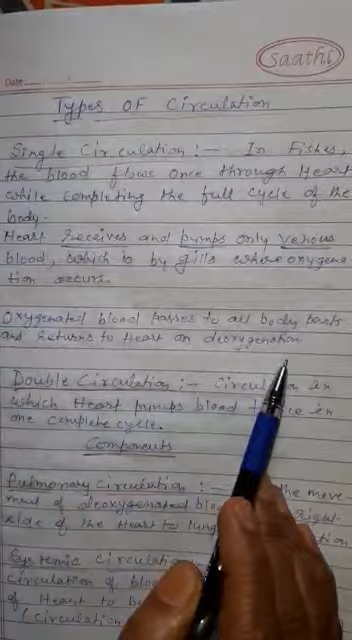 Saathi
Date
Types OF Circulation
Single Circulation :- In Fishes,
the blood flows once through Heart
while completing the full cycle of the
body.
Heart Receives and pumps only venous
blood, which is by gills where oxygena-
tion occurs.
Oxygenated blood passes to all body parts
and returns to Heart on deoxygenation.
Double Circulation :- Circul in
which Heart pumps blood in
one complete cycle.
Components
Pulmonary Circulation :- the move-
ment of deoxygenated Right
side of the Heart to lung
Systemic Circulation
Circulation of
of Heart to
(Circulation